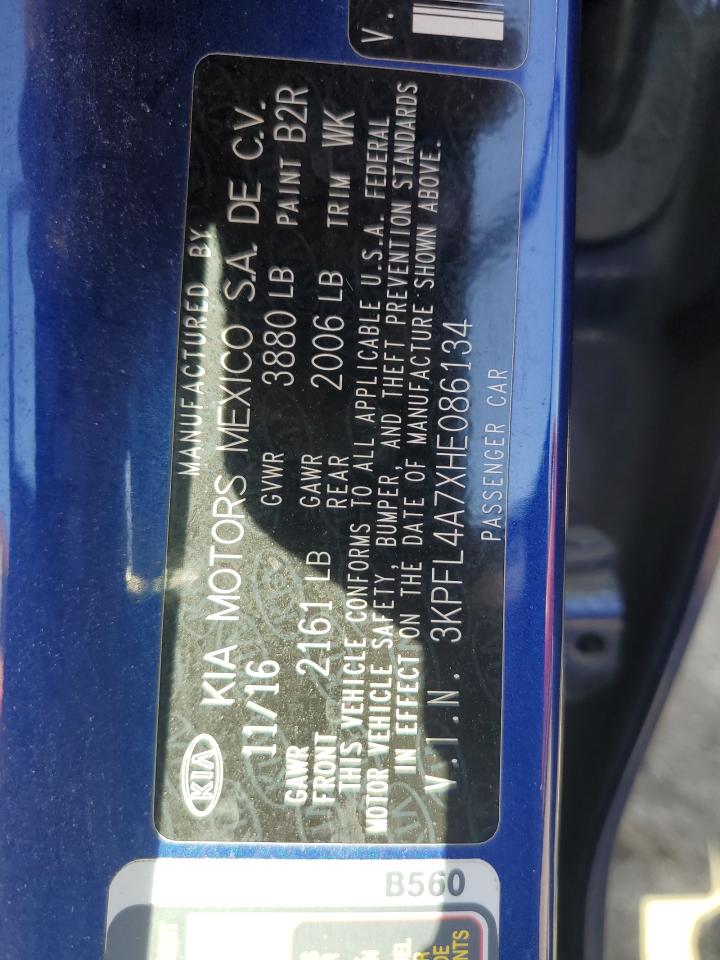 V.
MANUFACTURED BY
KIA KIA MOTORS MEXICO S.A. DE C.V.
11/16 GVWR 3880 LB PAINT B2R
GAWR FRONT 2161 LB GAWR REAR 2006 LB TRIM WK
THIS VEHICLE CONFORMS TO ALL APPLICABLE U.S.A. FEDERAL
MOTOR VEHICLE SAFETY, BUMPER, AND THEFT PREVENTION STANDARDS
IN EFFECT ON THE DATE OF MANUFACTURE SHOWN ABOVE.
V.I.N. 3KPFL4A7XHE086134
PASSENGER CAR
B560